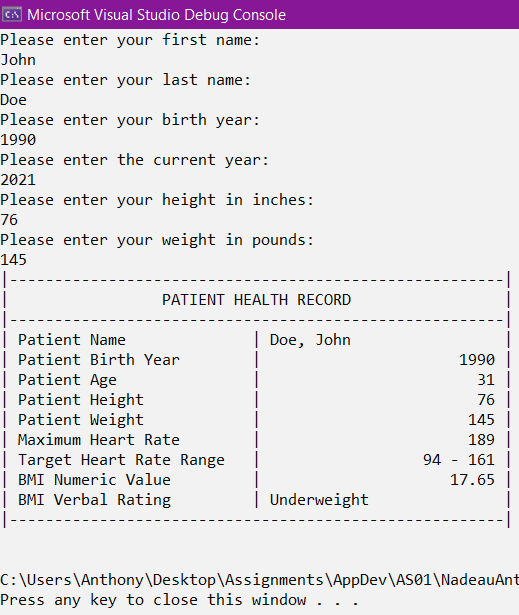 Microsoft Visual Studio Debug Console
Please enter your first name:
John
Please enter your last name:
Doe
Please enter your birth year:
1990
Please enter the current year:
2021
Please enter your height in inches:
76
Please enter your weight in pounds:
145
|-------------------------------------------------------|
| PATIENT HEALTH RECORD |
|-------------------------------------------------------|
| Patient Name | Doe, John |
| Patient Birth Year | 1990 |
| Patient Age | 31 |
| Patient Height | 76 |
| Patient Weight | 145 |
| Maximum Heart Rate | 189 |
| Target Heart Rate Range | 94 - 161 |
| BMI Numeric Value | 17.65 |
| BMI Verbal Rating | Underweight |
|-------------------------------------------------------|
C:\Users\Anthony\Desktop\Assignments\AppDev\AS01\NadeauAnt
Press any key to close this window . . .